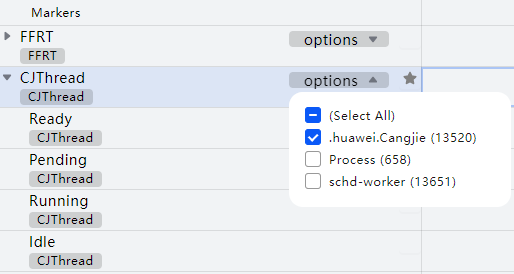 Markers
FFRT
options
FFRT
CJThread
options
CJThread
(Select All)
.huawei.Cangjie (13520)
Process (658)
schd-worker (13651)
Ready
CJThread
Pending
CJThread
Running
CJThread
Idle
CJThread